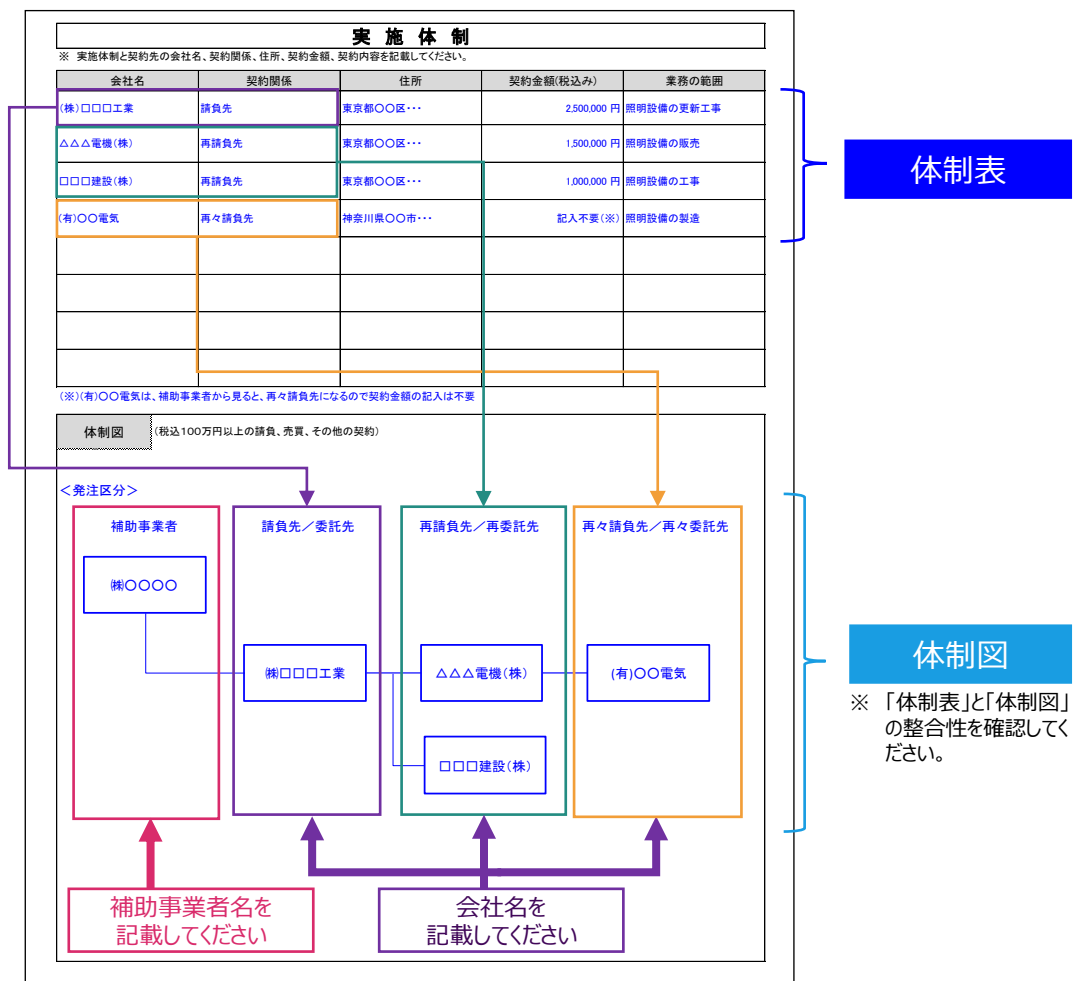 実 施 体 制
※ 実施体制と契約先の会社名、契約関係、住所、契約金額、契約内容を記載してください。
会社名 契約関係 住所 契約金額(税込み) 業務の範囲
(株)□□□工業 請負先 東京都〇〇区・・・ 2,500,000 円 照明設備の更新工事
△△△電機(株) 再請負先 東京都〇〇区・・・ 1,500,000 円 照明設備の販売
□□□建設(株) 再請負先 東京都〇〇区・・・ 1,000,000 円 照明設備の工事
(有)〇〇電気 再々請負先 神奈川県〇〇市・・・ 記入不要(※) 照明設備の製造
(※)(有)〇〇電気は、補助事業者から見ると、再々請負先になるので契約金額の記入は不要
体制表
体制図 (税込100万円以上の請負、売買、その他の契約)
<発注区分>
補助事業者 請負先/委託先 再請負先/再委託先 再々請負先/再々委託先
㈱〇〇〇〇
㈱□□□工業 △△△電機(株) (有)〇〇電気
□□□建設(株)
体制図
※ 「体制表」と「体制図」
の整合性を確認してく
ださい。
補助事業者名を
記載してください
会社名を
記載してください